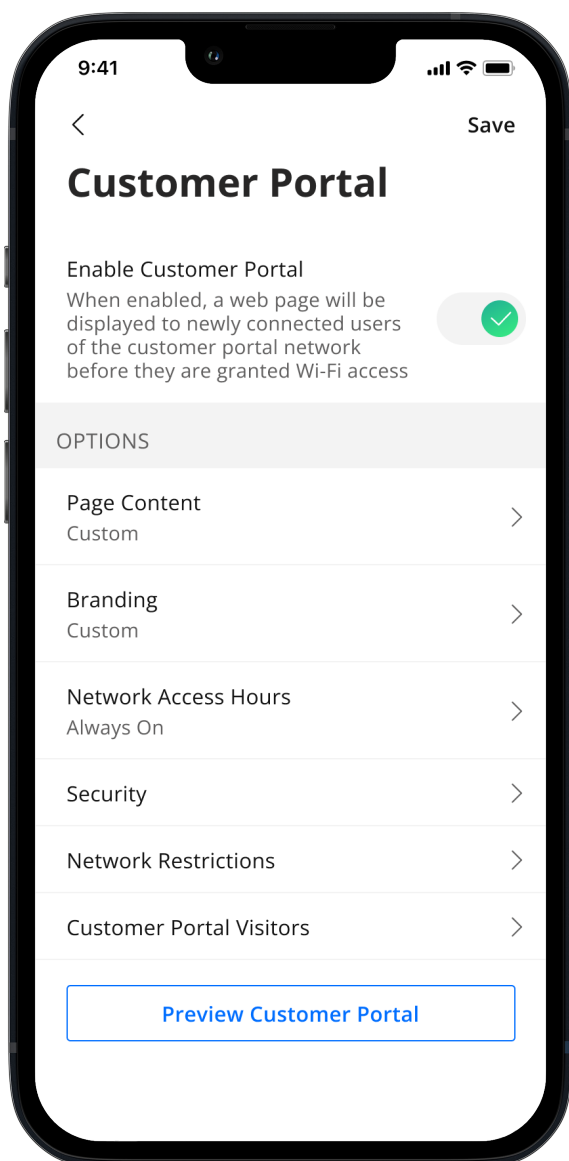 9:41
Save
Customer Portal
Enable Customer Portal
When enabled, a web page will be
displayed to newly connected users
of the customer portal network
before they are granted Wi-Fi access
OPTIONS
Page Content
Custom
Branding
Custom
Network Access Hours
Always On
Security
Network Restrictions
Customer Portal Visitors
Preview Customer Portal